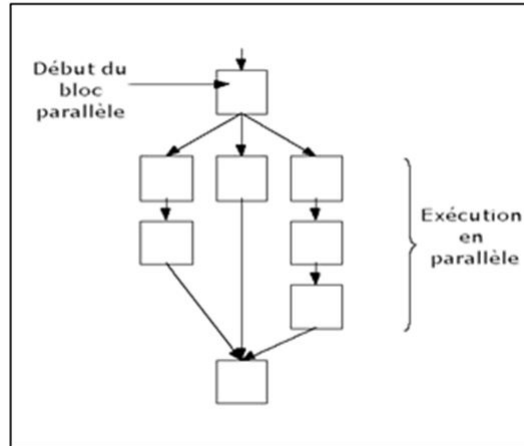 Début du
bloc
parallèle
Exécution
en
parallèle